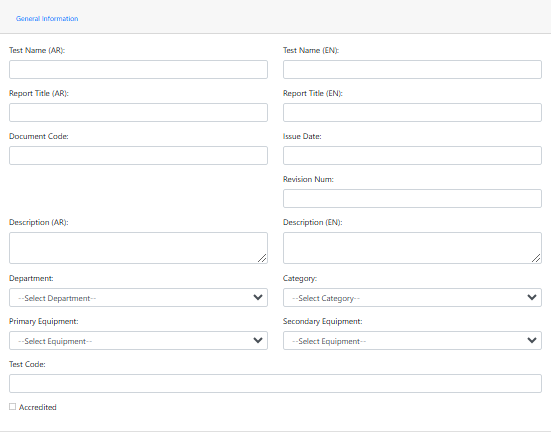 General Information
Test Name (AR):
Test Name (EN):
Report Title (AR):
Report Title (EN):
Document Code:
Issue Date:
Revision Num:
Description (AR):
Description (EN):
Department:
Category:
--Select Department--
--Select Category--
Primary Equipment:
Secondary Equipment:
--Select Equipment--
--Select Equipment--
Test Code:
Accredited